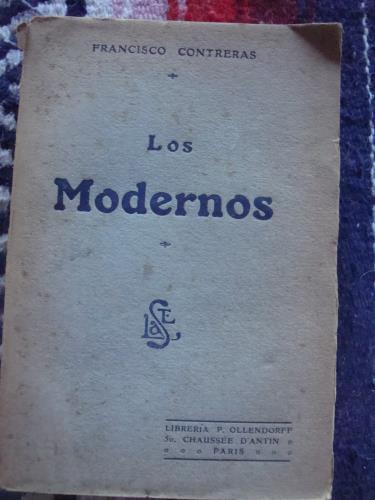 FRANCISCO CONTRERAS
Los
Modernos
LIBRERIA P. OLLENDORFF
50, CHAUSSÉE D'ANTIN
PARIS